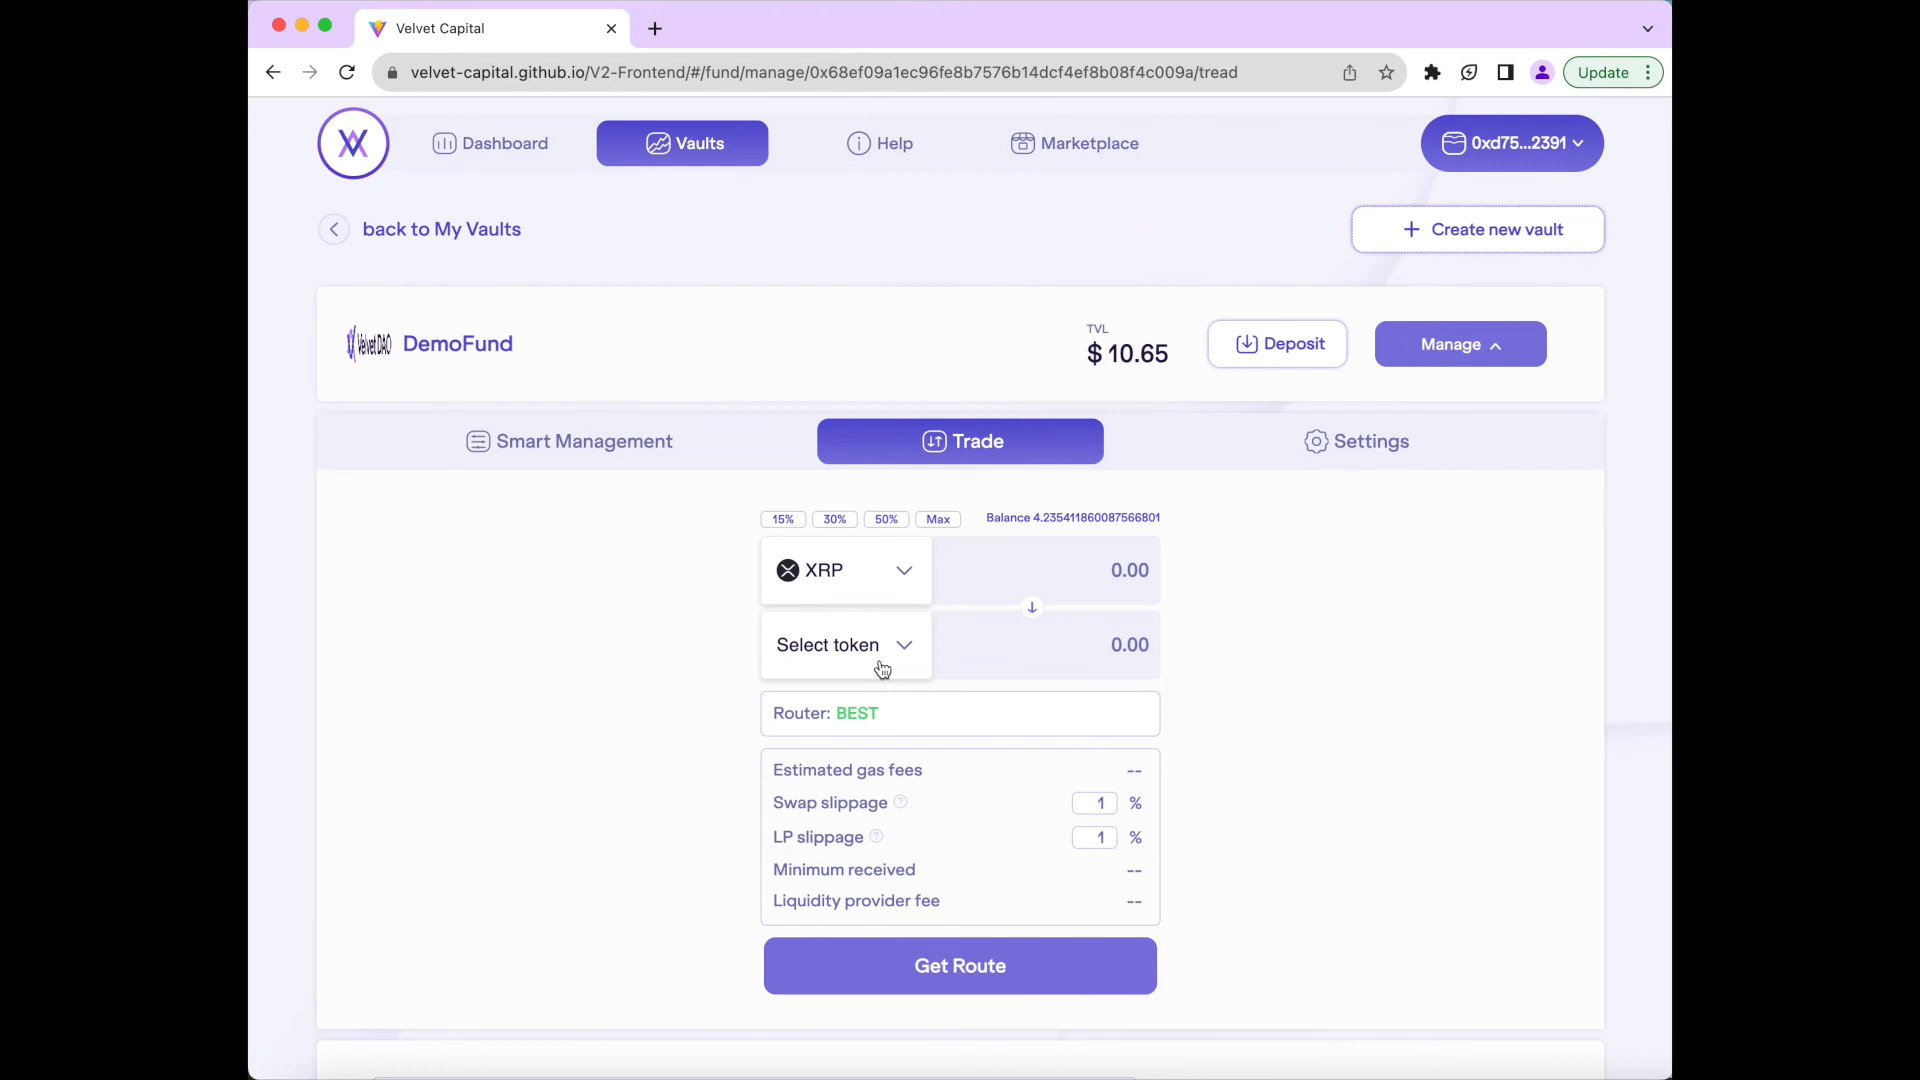 Velvet Capital
velvet-capital.github.io/V2-Frontend/#/fund/manage/0x68ef09a1ec96fe8b7576b14dcf4ef8b08f4c009a/tread
Update
Dashboard
Vaults
Help
Marketplace
0xd75...2391
back to My Vaults
+ Create new vault
VelvetDAO
DemoFund
TVL
$ 10.65
Deposit
Manage
Smart Management
Trade
Settings
15% 30% 50% Max Balance 4.235411860087566801
XRP 0.00
Select token 0.00
Router: BEST
Estimated gas fees --
Swap slippage ? 1 %
LP slippage ? 1 %
Minimum received --
Liquidity provider fee --
Get Route